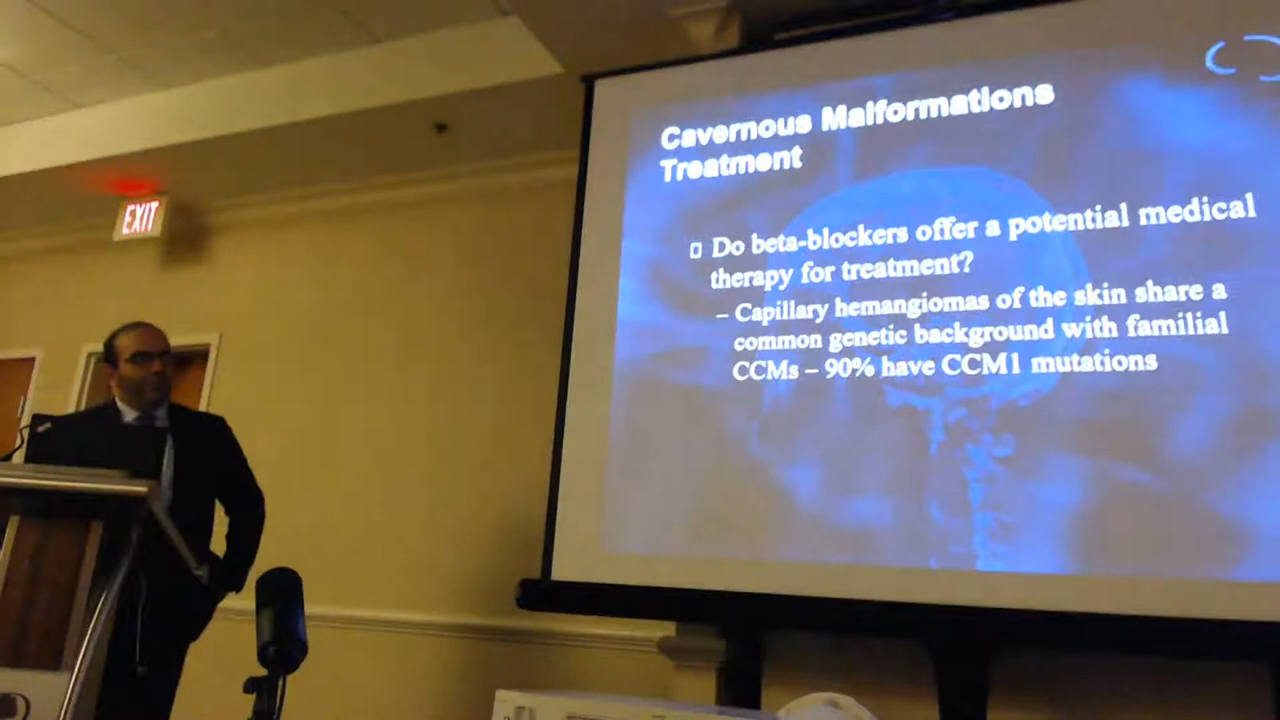 EXIT
Cavernous Malformations
Treatment
Do beta-blockers offer a potential medical
therapy for treatment?
– Capillary hemangiomas of the skin share a
common genetic background with familial
CCMs – 90% have CCM1 mutations